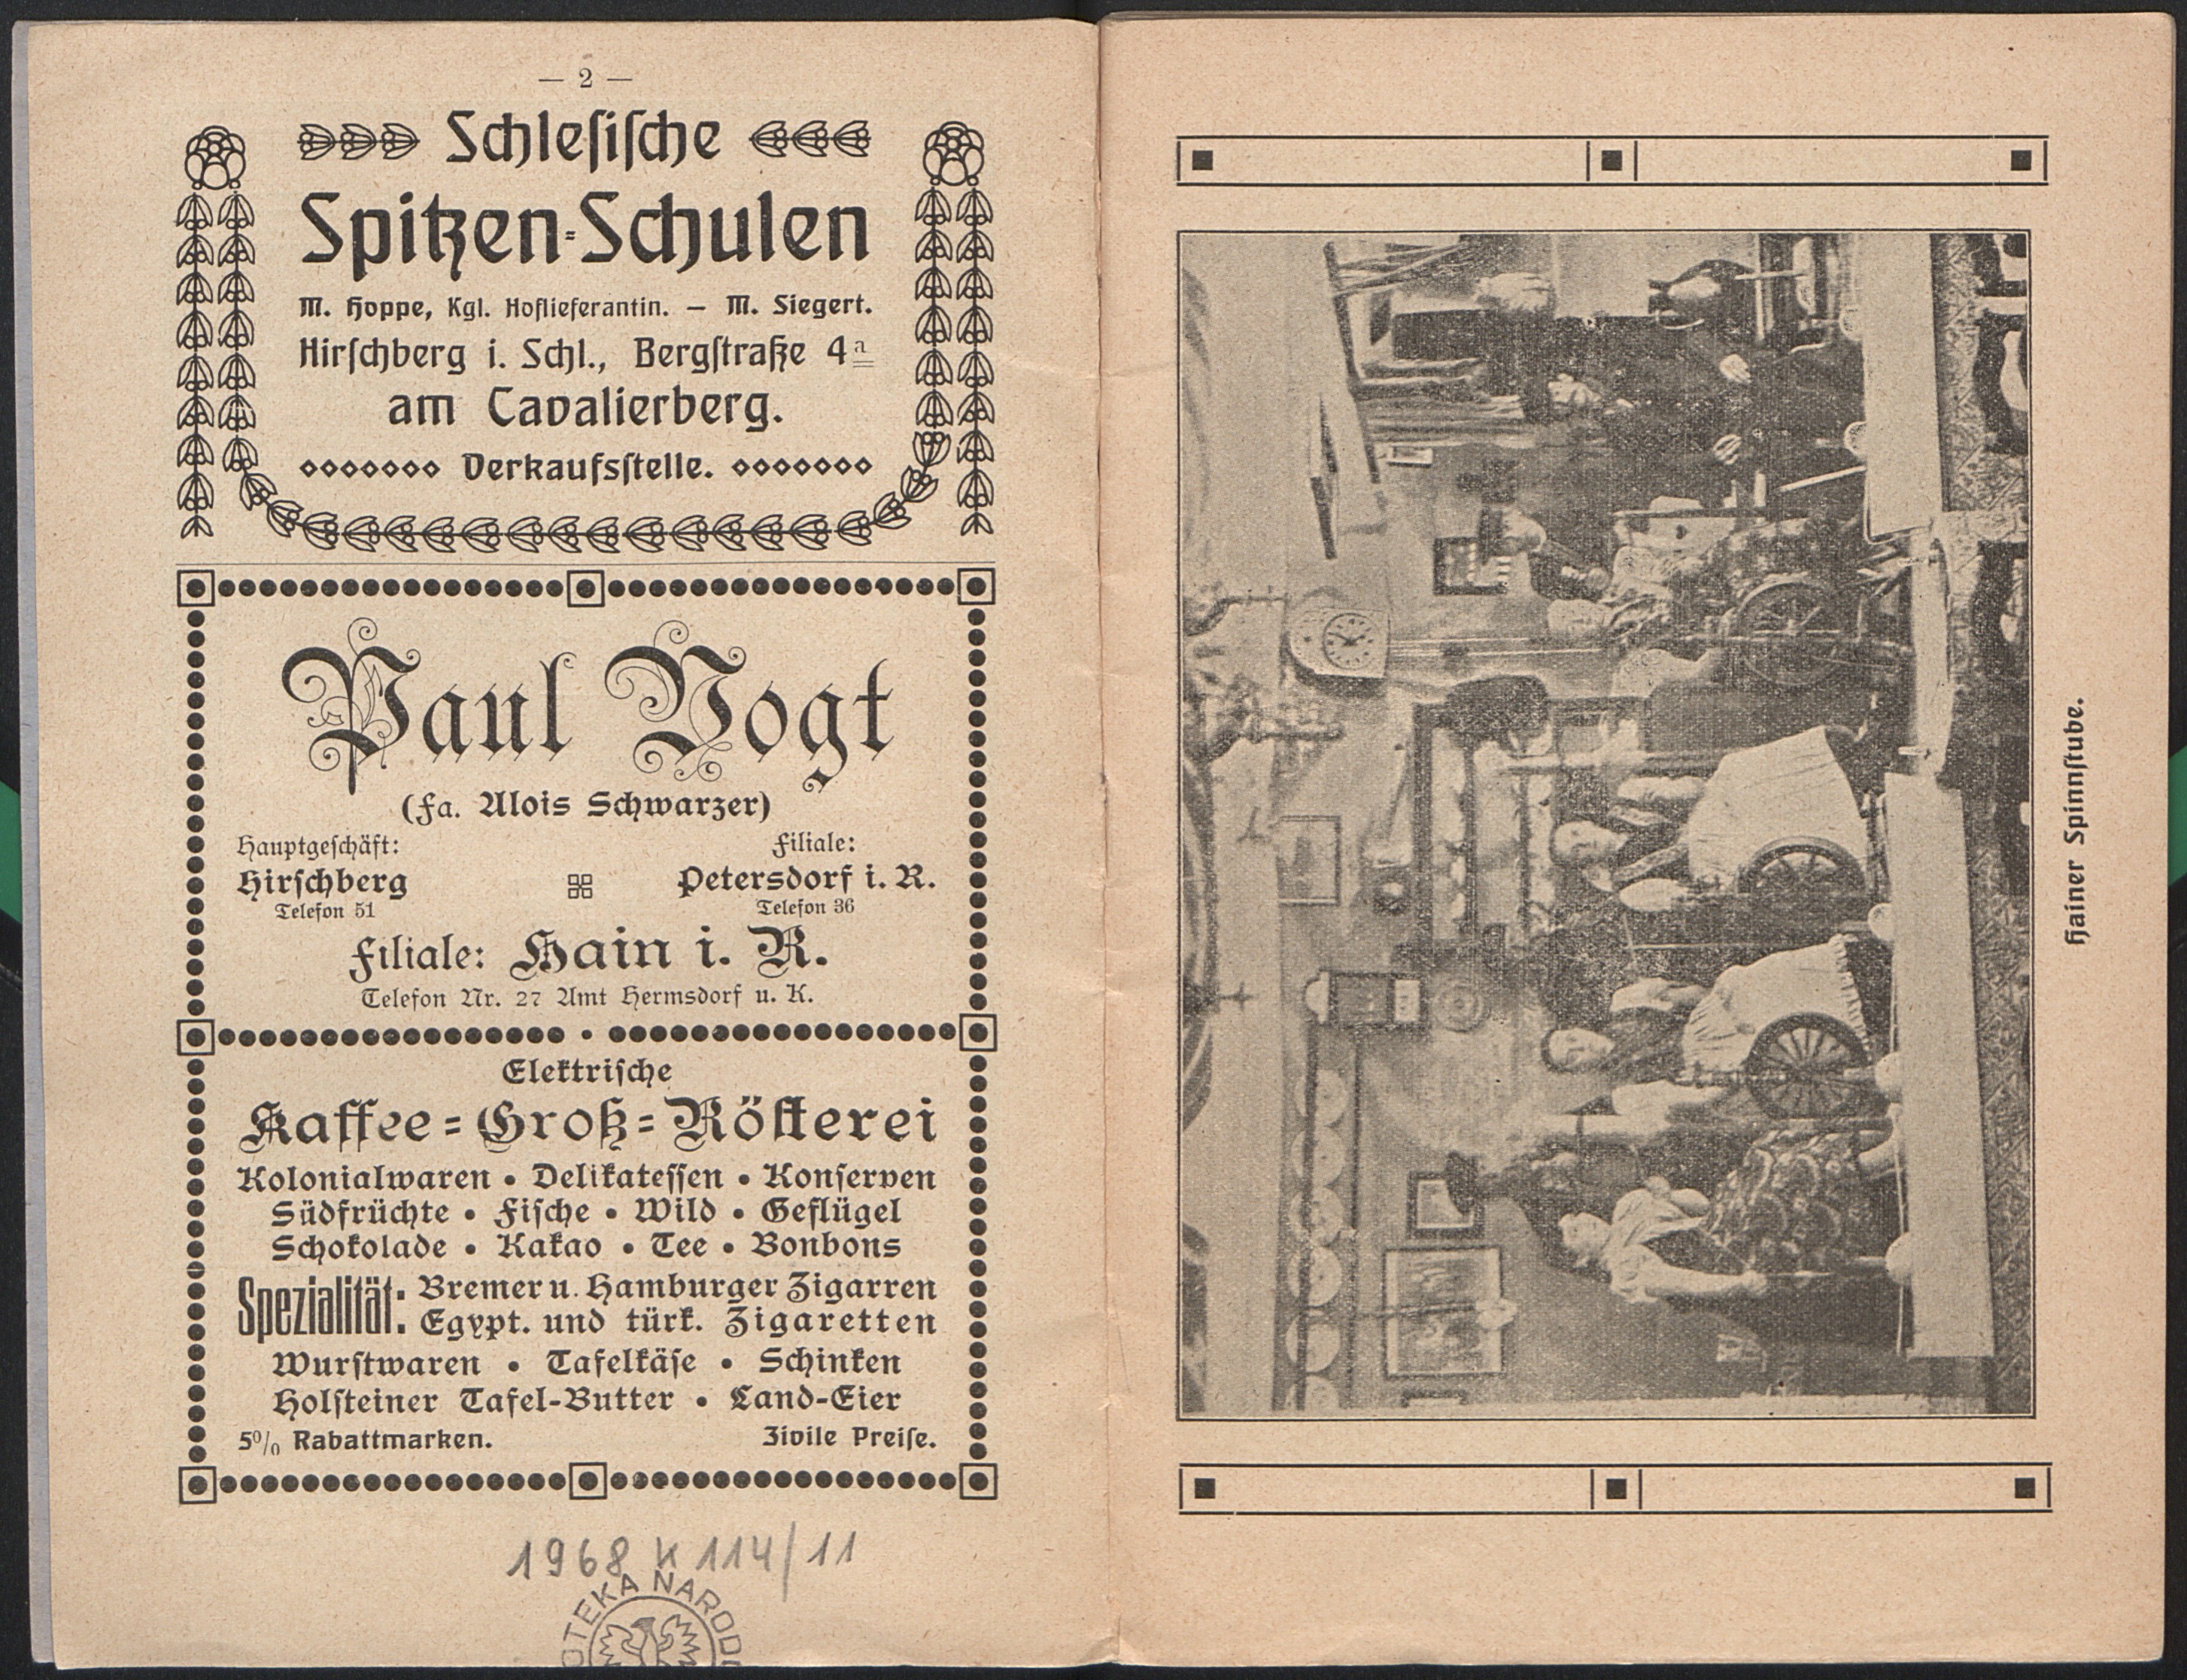 — 2 —
Schlesische
Spitzen-Schulen
M. Hoppe, Kgl. Hoflieferantin. — M. Siegert.
Hirschberg i. Schl., Bergstraße 4a
am Cavalierberg.
Verkaufsstelle.
Paul Vogt
(Fa. Alois Schwarzer)
Hauptgeschäft:
Hirschberg
Telefon 51
Filiale:
Petersdorf i. R.
Telefon 36
Filiale: Hain i. R.
Telefon Nr. 27 Amt Hermsdorf u. K.
Elektrische
Kaffee-Groß-Rösterei
Kolonialwaren • Delikatessen • Konserven
Südfrüchte • Fische • Wild • Geflügel
Schokolade • Kakao • Tee • Bonbons
Spezialität: Bremer u. Hamburger Zigarren
Egypt. und türk. Zigaretten
Wurstwaren • Tafelkäse • Schinken
Holsteiner Tafel-Butter • Land-Eier
5% Rabattmarken. Zivile Preise.
1968 K 114/11
OTEKA NAROD
Hainer Spinnstube.